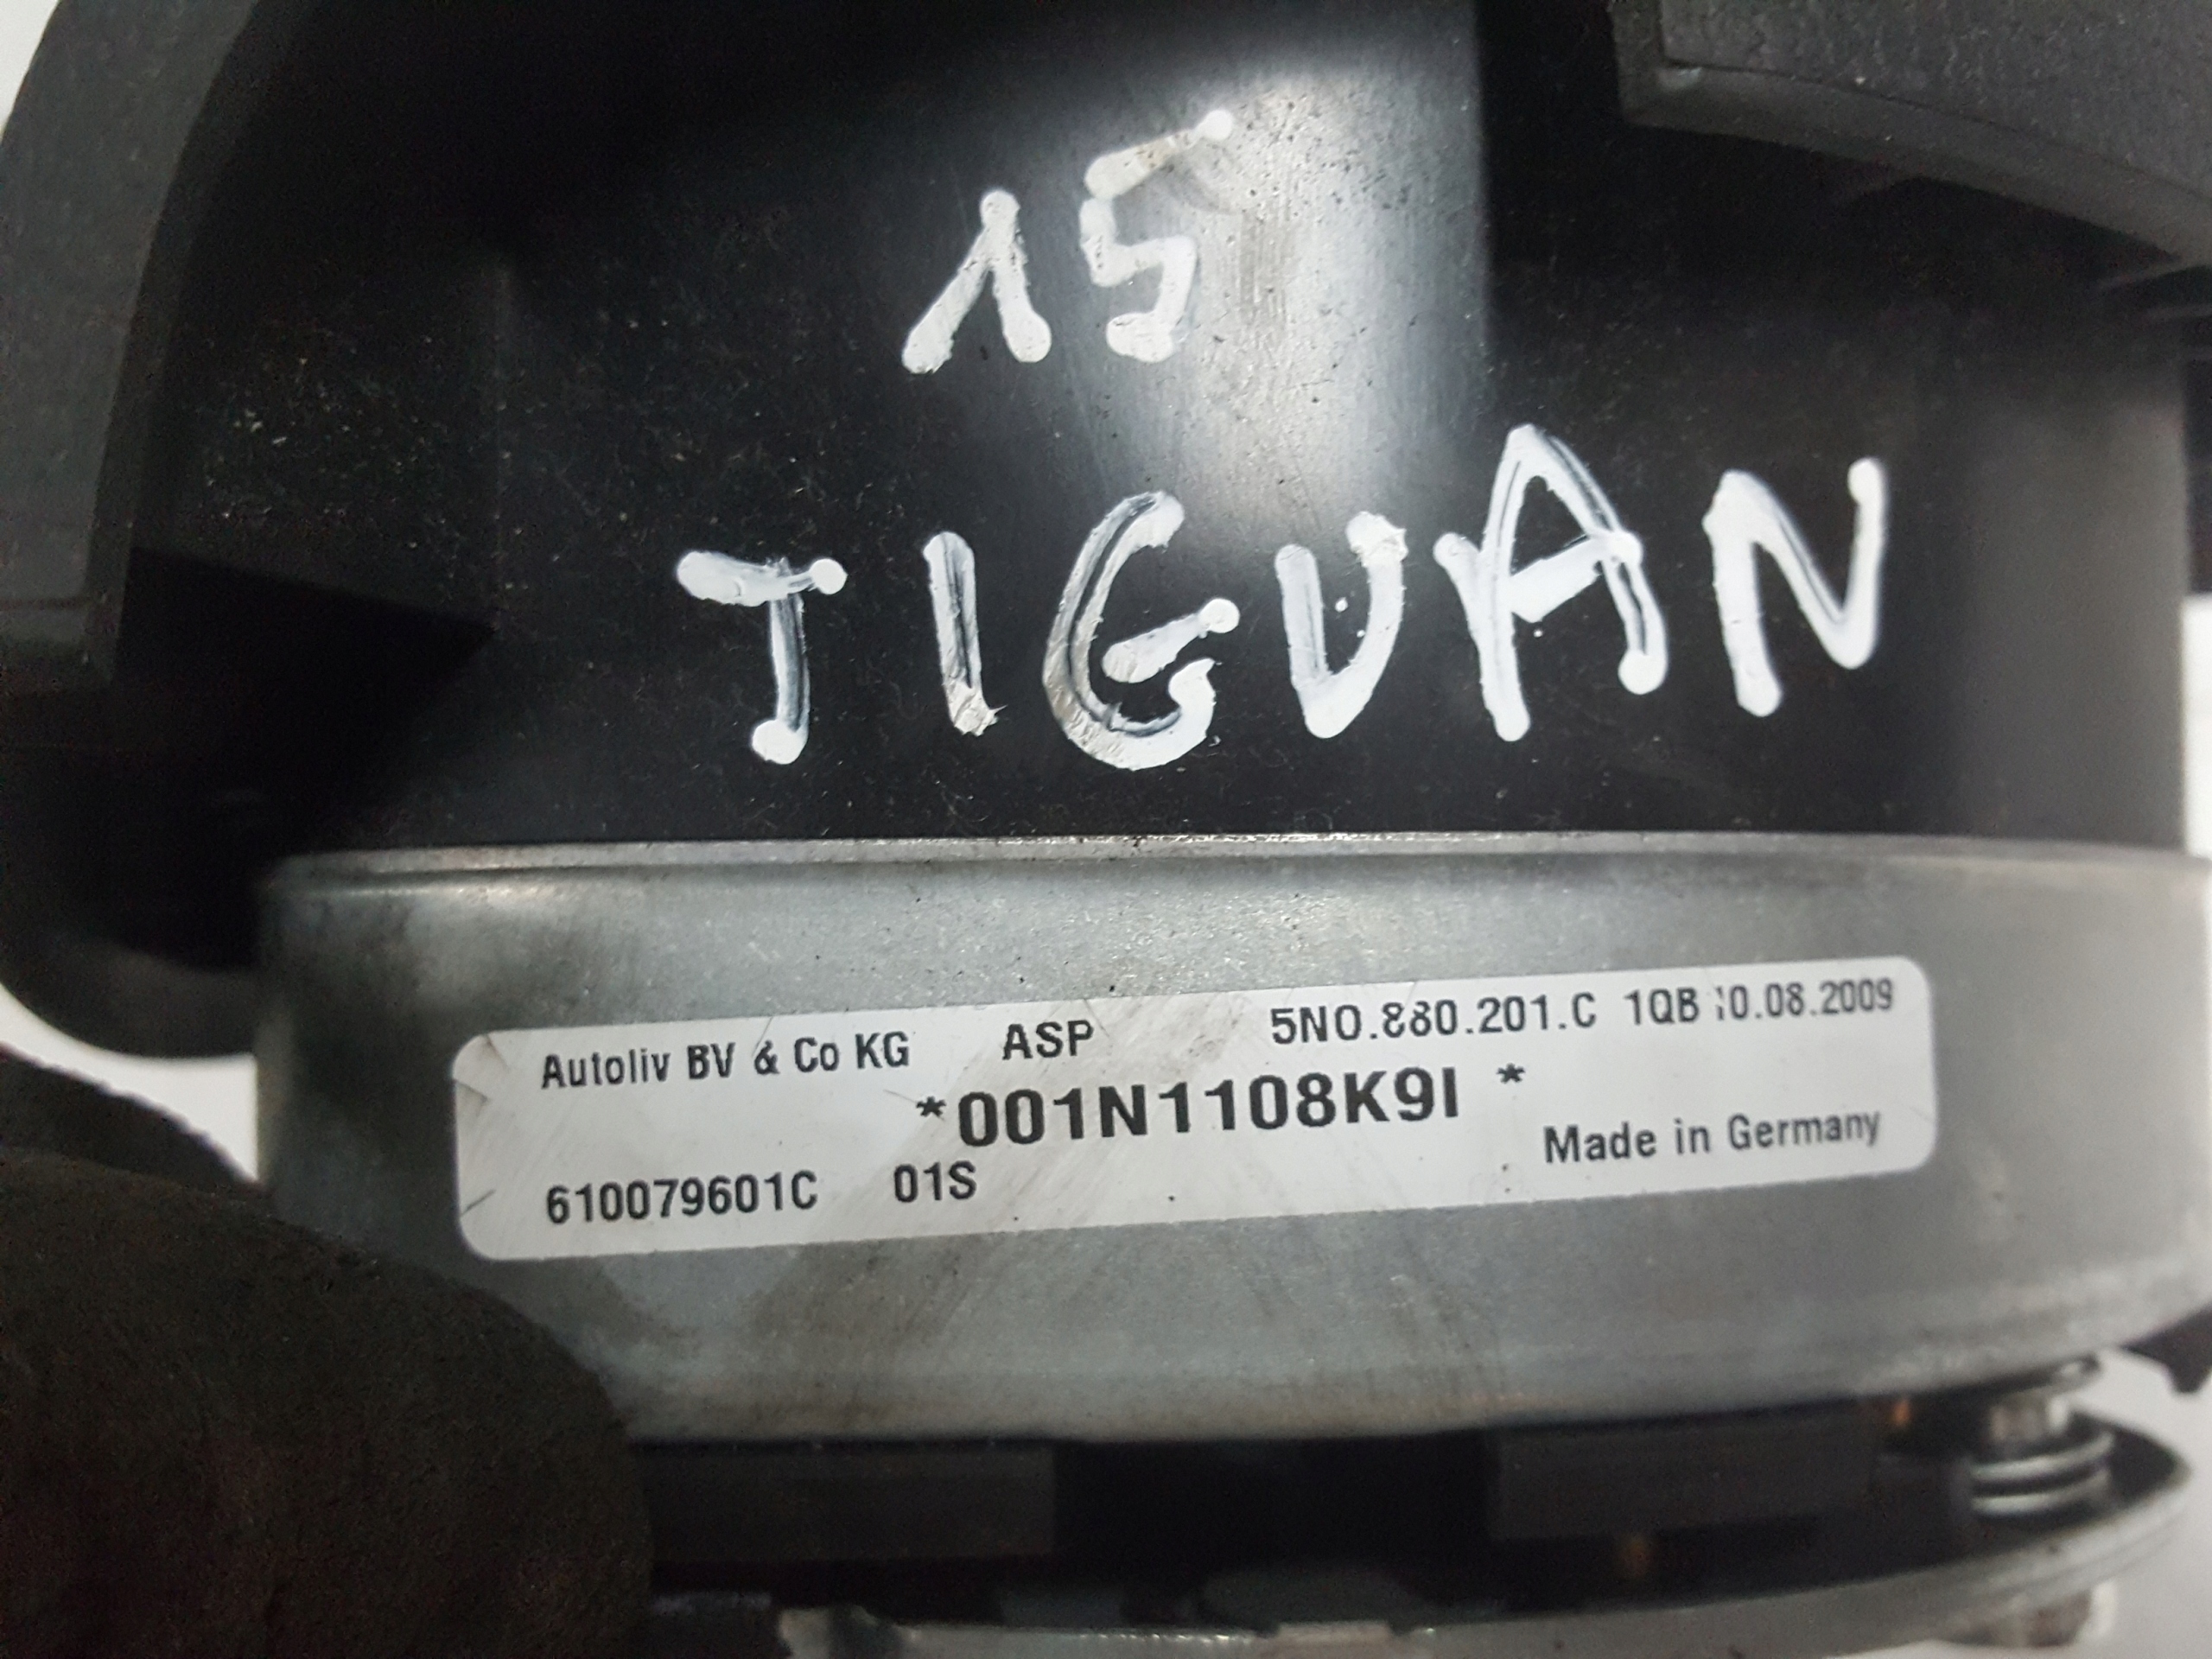 15
TIGUAN
Autoliv BV & Co KG ASP 5N0.880.201.C 1QB 10.08.2009
*001N1108K9I *
Made in Germany
610079601C 01S